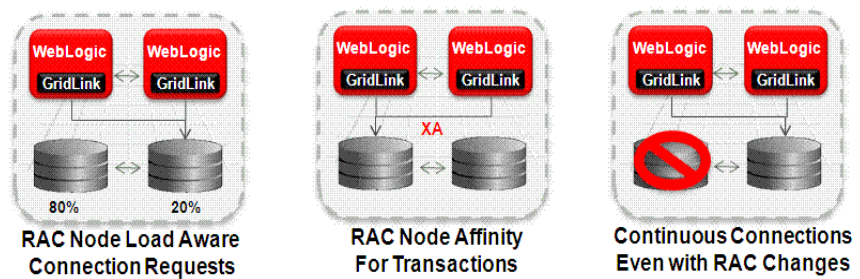 WebLogic
WebLogic
GridLink
GridLink
80%
20%
RAC Node Load Aware
Connection Requests
WebLogic
WebLogic
GridLink
GridLink
XA
RAC Node Affinity
For Transactions
WebLogic
WebLogic
GridLink
GridLink
Continuous Connections
Even with RAC Changes